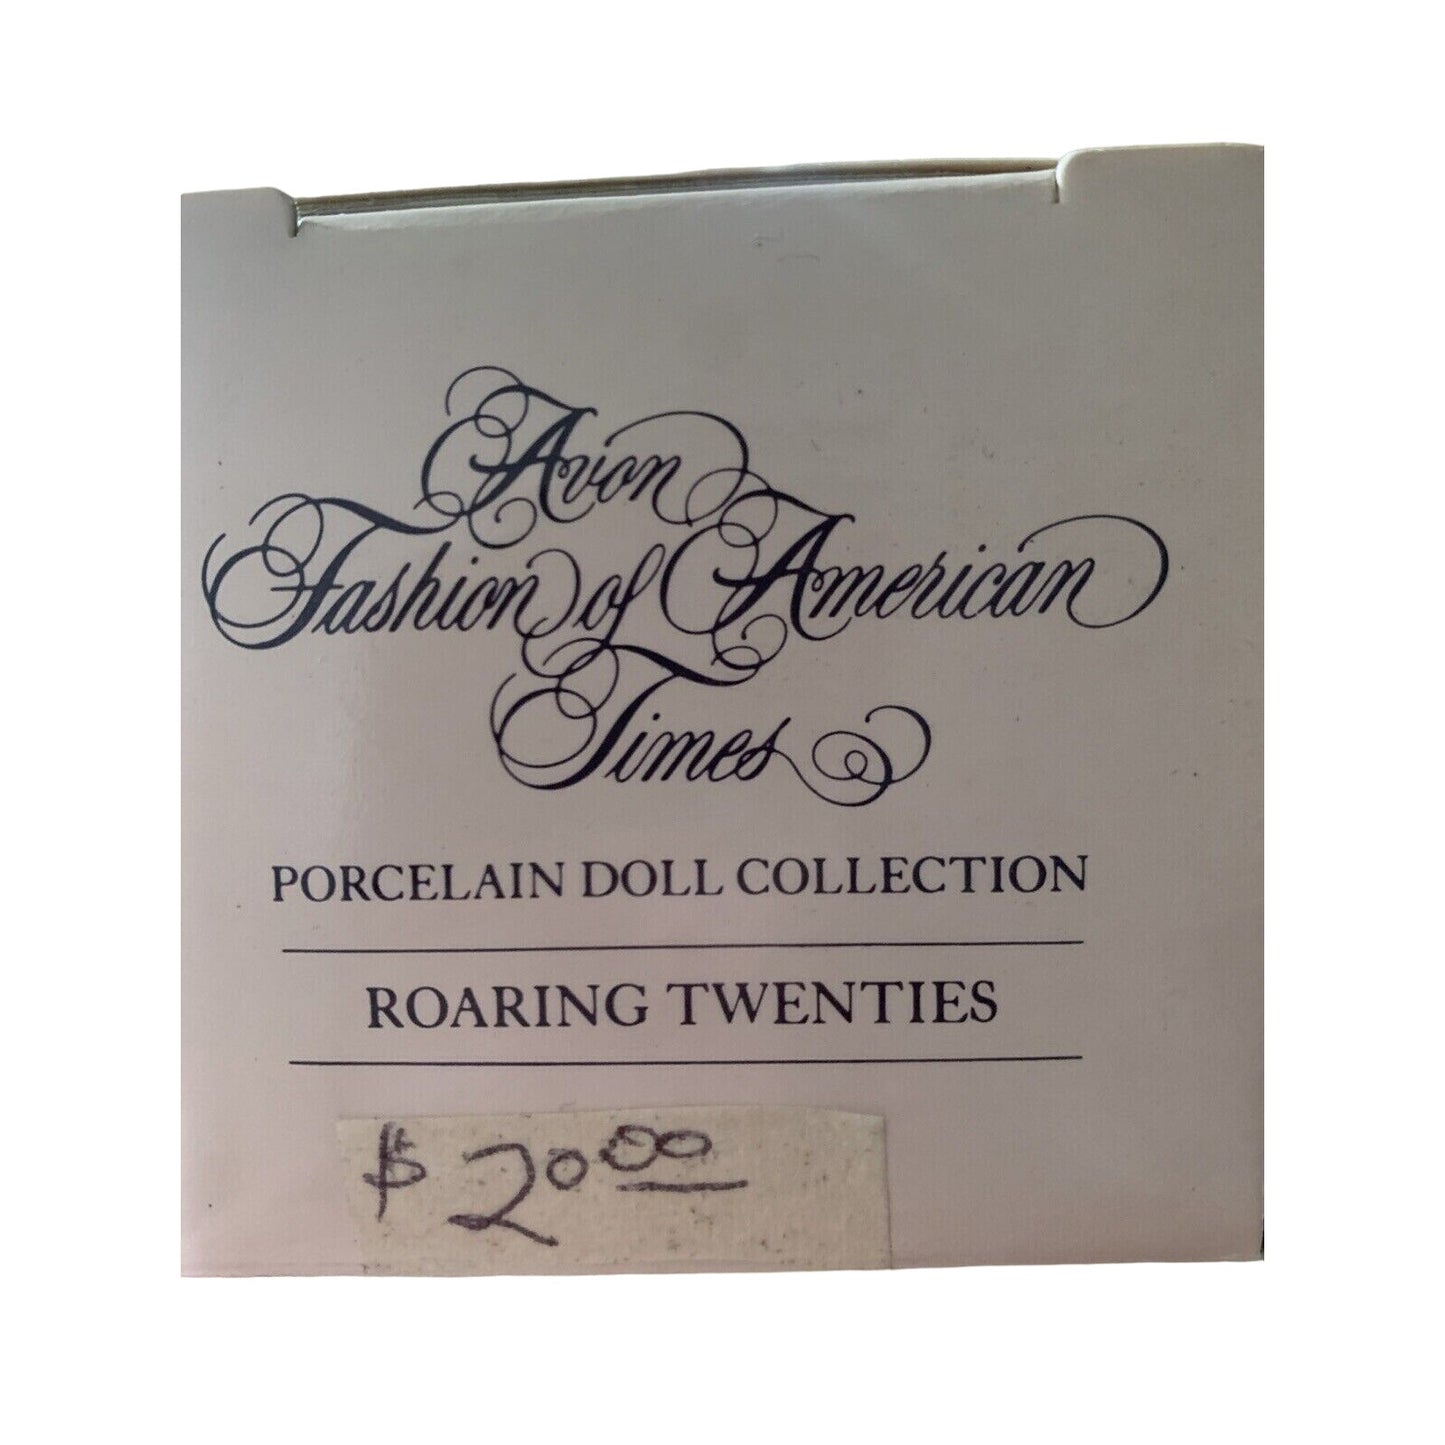 Avon
Fashion of American
Times
PORCELAIN DOLL COLLECTION
ROARING TWENTIES
$20.00